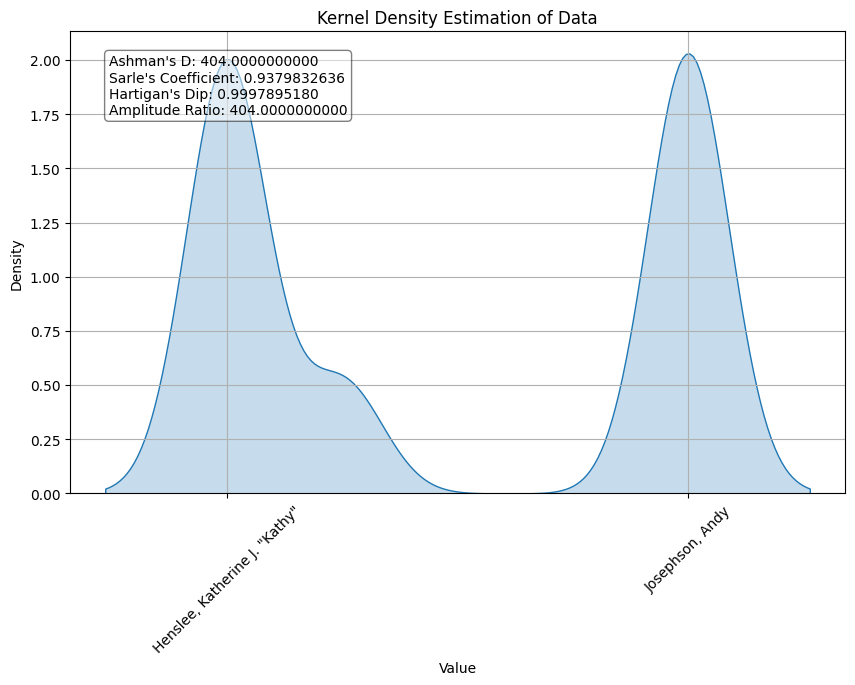 Kernel Density Estimation of Data
Ashman's D: 404.0000000000
Sarle's Coefficient: 0.9379832636
Hartigan's Dip: 0.9997895180
Amplitude Ratio: 404.0000000000
2.00
1.75
1.50
1.25
1.00
0.75
0.50
0.25
0.00
Density
Henslee, Katherine J. "Kathy"
Josephson, Andy
Value